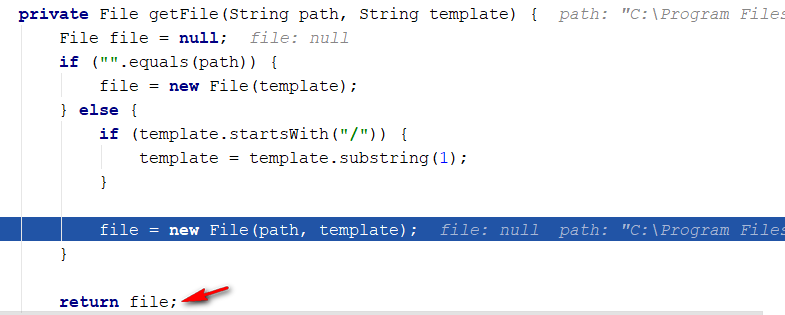 private File getFile(String path, String template) { path: "C:\Program Files
File file = null; file: null
if ("".equals(path)) {
file = new File(template);
} else {
if (template.startsWith("/")) {
template = template.substring(1);
}
file = new File(path, template); file: null path: "C:\Program Files
}
return file;